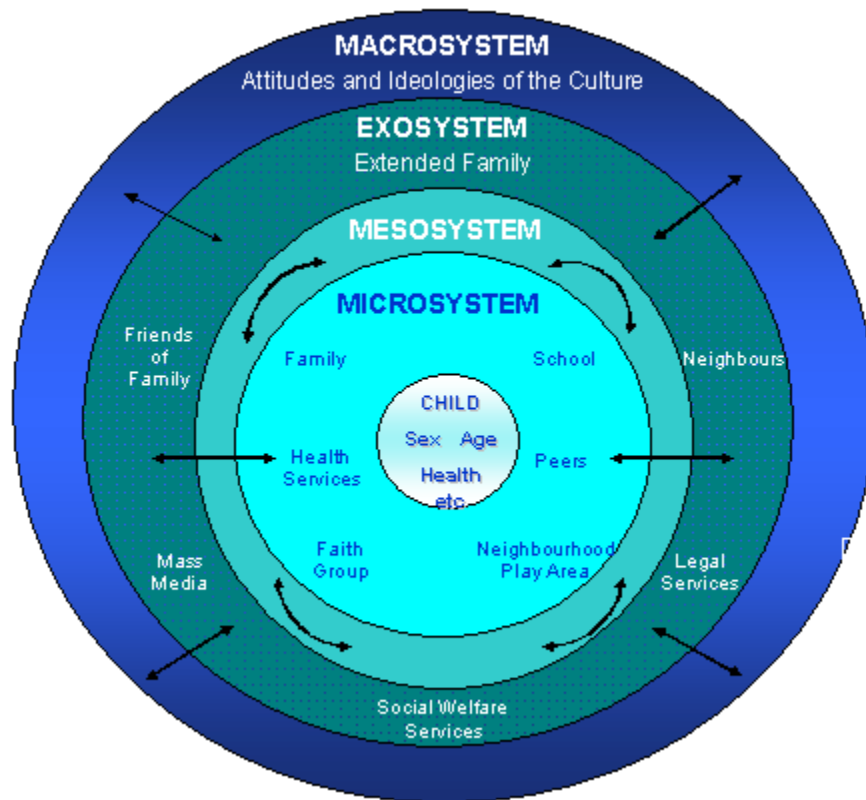 MACROSYSTEM
Attitudes and Ideologies of the Culture
EXOSYSTEM
Extended Family
MESOSYSTEM
MICROSYSTEM
Friends
of
Family
Family
School
Neighbours
CHILD
Sex Age
Health
etc
Health
Services
Peers
Mass
Media
Faith
Group
Neighbourhood
Play Area
Legal
Services
Social Welfare
Services